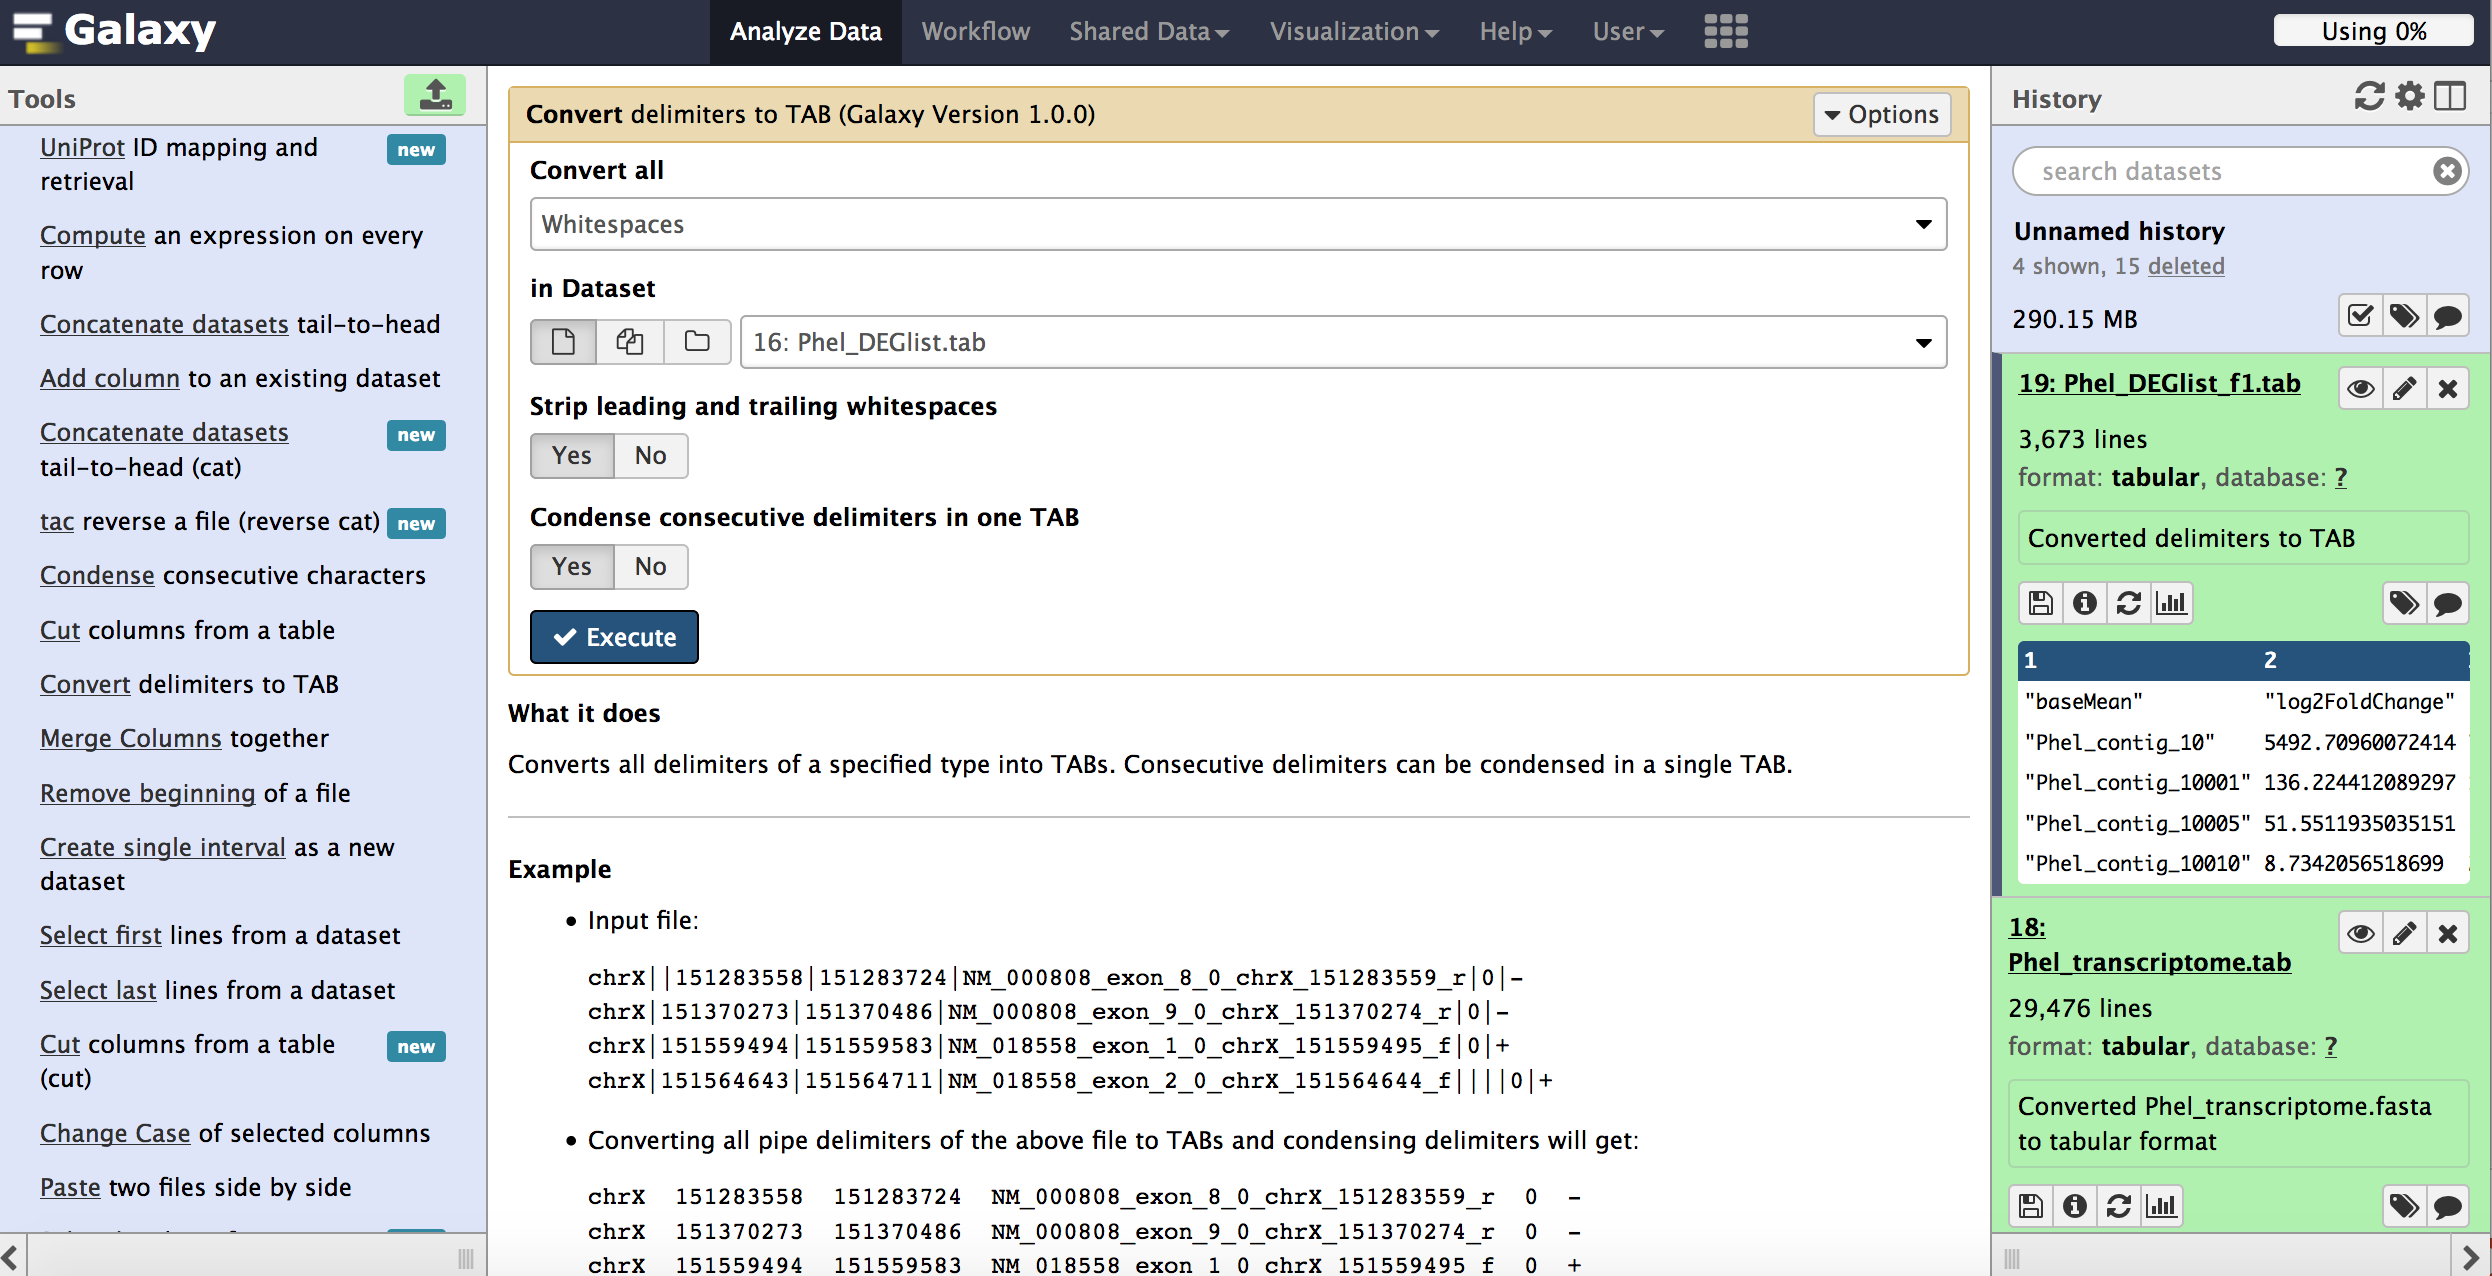 Galaxy
Analyze Data
Workflow
Shared Data
Visualization
Help
User
Using 0%
Tools
UniProt ID mapping and new
retrieval
Compute an expression on every
row
Concatenate datasets tail-to-head
Add column to an existing dataset
Concatenate datasets new
tail-to-head (cat)
tac reverse a file (reverse cat) new
Condense consecutive characters
Cut columns from a table
Convert delimiters to TAB
Merge Columns together
Remove beginning of a file
Create single interval as a new
dataset
Select first lines from a dataset
Select last lines from a dataset
Cut columns from a table new
(cut)
Change Case of selected columns
Paste two files side by side
Convert delimiters to TAB (Galaxy Version 1.0.0)
Options
Convert all
Whitespaces
in Dataset
16: Phel_DEGlist.tab
Strip leading and trailing whitespaces
Yes No
Condense consecutive delimiters in one TAB
Yes No
Execute
What it does
Converts all delimiters of a specified type into TABs. Consecutive delimiters can be condensed in a single TAB.
Example
• Input file:
chrX||151283558|151283724|NM_000808_exon_8_0_chrX_151283559_r|0|-
chrX|151370273|151370486|NM_000808_exon_9_0_chrX_151370274_r|0|-
chrX|151559494|151559583|NM_018558_exon_1_0_chrX_151559495_f|0|+
chrX|151564643|151564711|NM_018558_exon_2_0_chrX_151564644_f||||0|+
• Converting all pipe delimiters of the above file to TABs and condensing delimiters will get:
chrX 151283558 151283724 NM_000808_exon_8_0_chrX_151283559_r 0 -
chrX 151370273 151370486 NM_000808_exon_9_0_chrX_151370274_r 0 -
chrX 151559494 151559583 NM_018558_exon_1_0_chrX_151559495_f 0 +
History
search datasets
Unnamed history
4 shown, 15 deleted
290.15 MB
19: Phel_DEGlist_f1.tab
3,673 lines
format: tabular, database: ?
Converted delimiters to TAB
1 2
"baseMean" "log2FoldChange"
"Phel_contig_10" 5492.70960072414
"Phel_contig_10001" 136.224412089297
"Phel_contig_10005" 51.5511935035151
"Phel_contig_10010" 8.7342056518699
18:
Phel_transcriptome.tab
29,476 lines
format: tabular, database: ?
Converted Phel_transcriptome.fasta
to tabular format